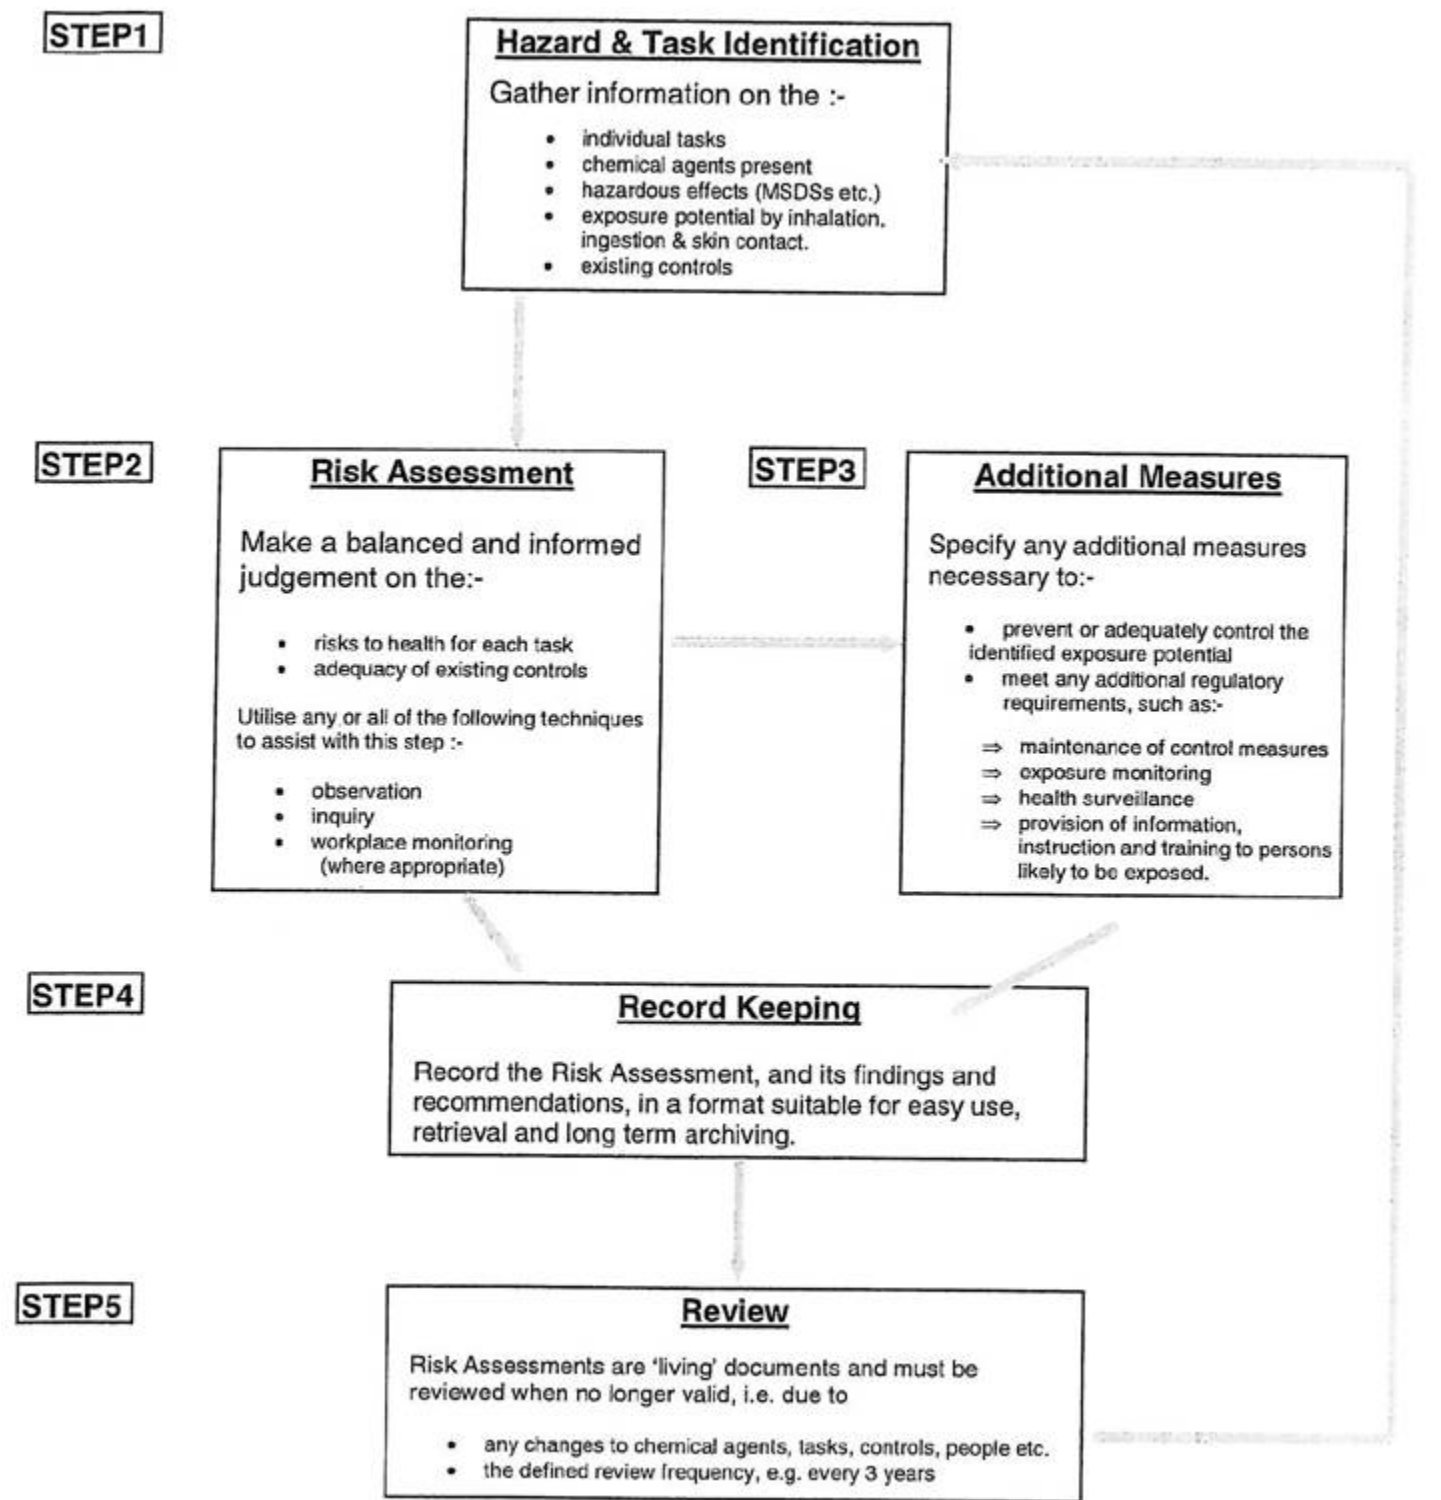 STEP1
Hazard & Task Identification
Gather information on the :-
• individual tasks
• chemical agents present
• hazardous effects (MSDSs etc.)
• exposure potential by inhalation,
ingestion & skin contact.
• existing controls
STEP2
Risk Assessment
Make a balanced and informed
judgement on the:-
• risks to health for each task
• adequacy of existing controls
Utilise any or all of the following techniques
to assist with this step :-
• observation
• inquiry
• workplace monitoring
(where appropriate)
STEP3
Additional Measures
Specify any additional measures
necessary to:-
• prevent or adequately control the
identified exposure potential
• meet any additional regulatory
requirements, such as:-
⇒ maintenance of control measures
⇒ exposure monitoring
⇒ health surveillance
⇒ provision of information,
instruction and training to persons
likely to be exposed.
STEP4
Record Keeping
Record the Risk Assessment, and its findings and
recommendations, in a format suitable for easy use,
retrieval and long term archiving.
STEP5
Review
Risk Assessments are 'living' documents and must be
reviewed when no longer valid, i.e. due to
• any changes to chemical agents, tasks, controls, people etc.
• the defined review frequency, e.g. every 3 years